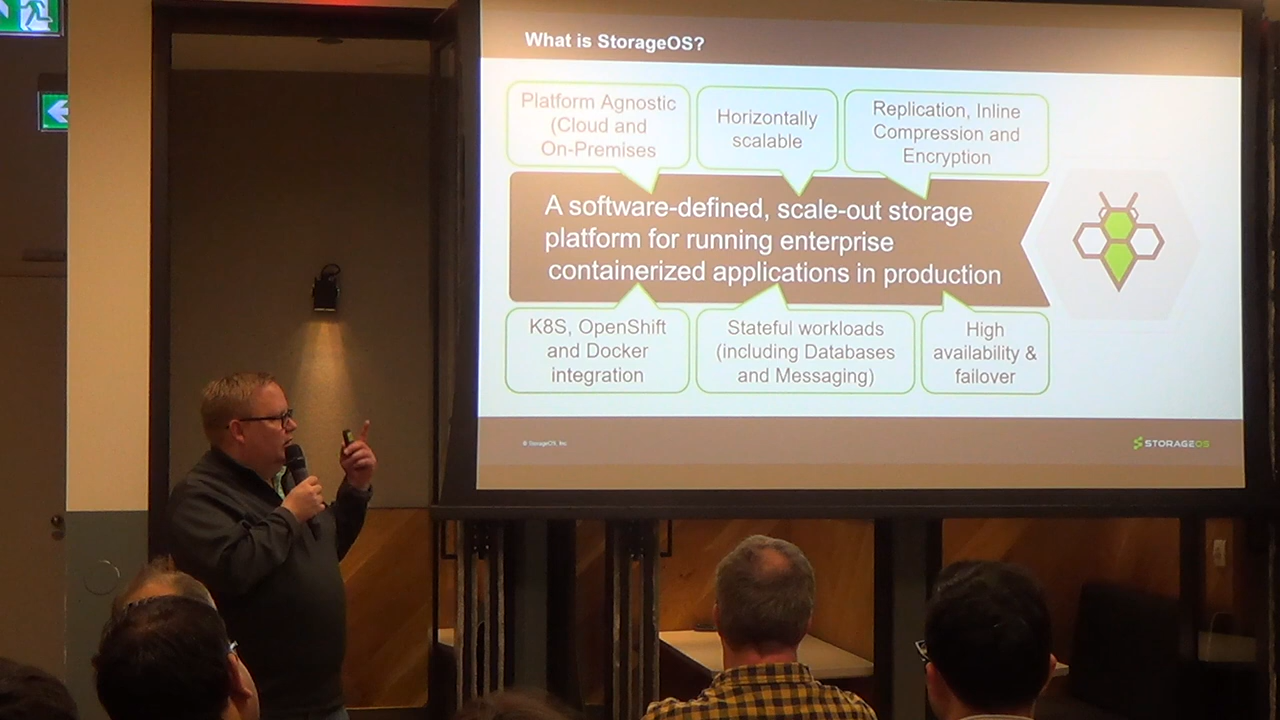 What is StorageOS?
Platform Agnostic
(Cloud and
On-Premises
Horizontally
scalable
Replication, Inline
Compression and
Encryption
A software-defined, scale-out storage
platform for running enterprise
containerized applications in production
K8S, OpenShift
and Docker
integration
Stateful workloads
(including Databases
and Messaging)
High
availability &
failover
© StorageOS, Inc.
STORAGEOS